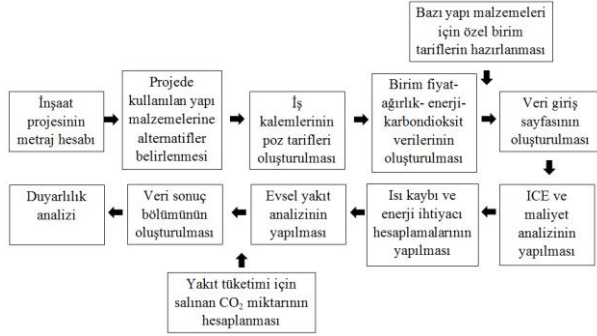 Bazı yapı malzemeleri
için özel birim
tariflerin hazırlanması
İnşaat
projesinin
metraj hesabı
Projede
kullanılan yapı
malzemelerine
alternatifler
belirlenmesi
İş
kalemlerinin
poz tarifleri
oluşturulması
Birim fiyat-
ağırlık- enerji-
karbondioksit
verilerinin
oluşturulması
Veri giriş
sayfasının
oluşturulması
ICE ve
maliyet
analizinin
yapılması
Isı kaybı ve
enerji ihtiyacı
hesaplamalarının
yapılması
Evsel yakıt
analizinin
yapılması
Veri sonuç
bölümünün
oluşturulması
Duyarlılık
analizi
Yakıt tüketimi için
salınan CO₂ miktarının
hesaplanması